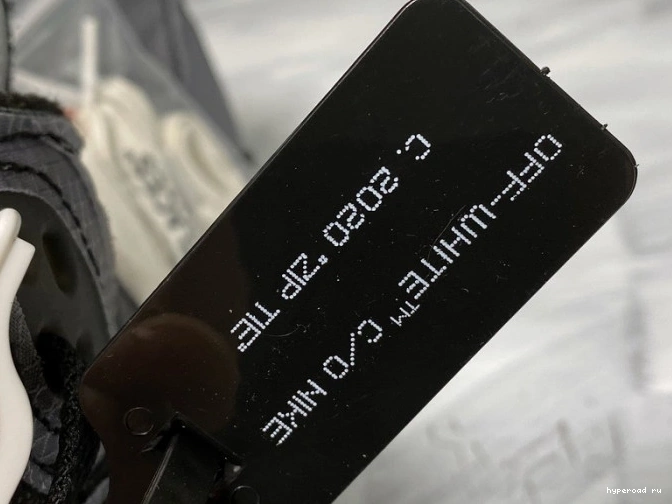 OFF-WHITE™ C/O NIKE
C. 2020 "ZIP TIE"
hyperoad ru